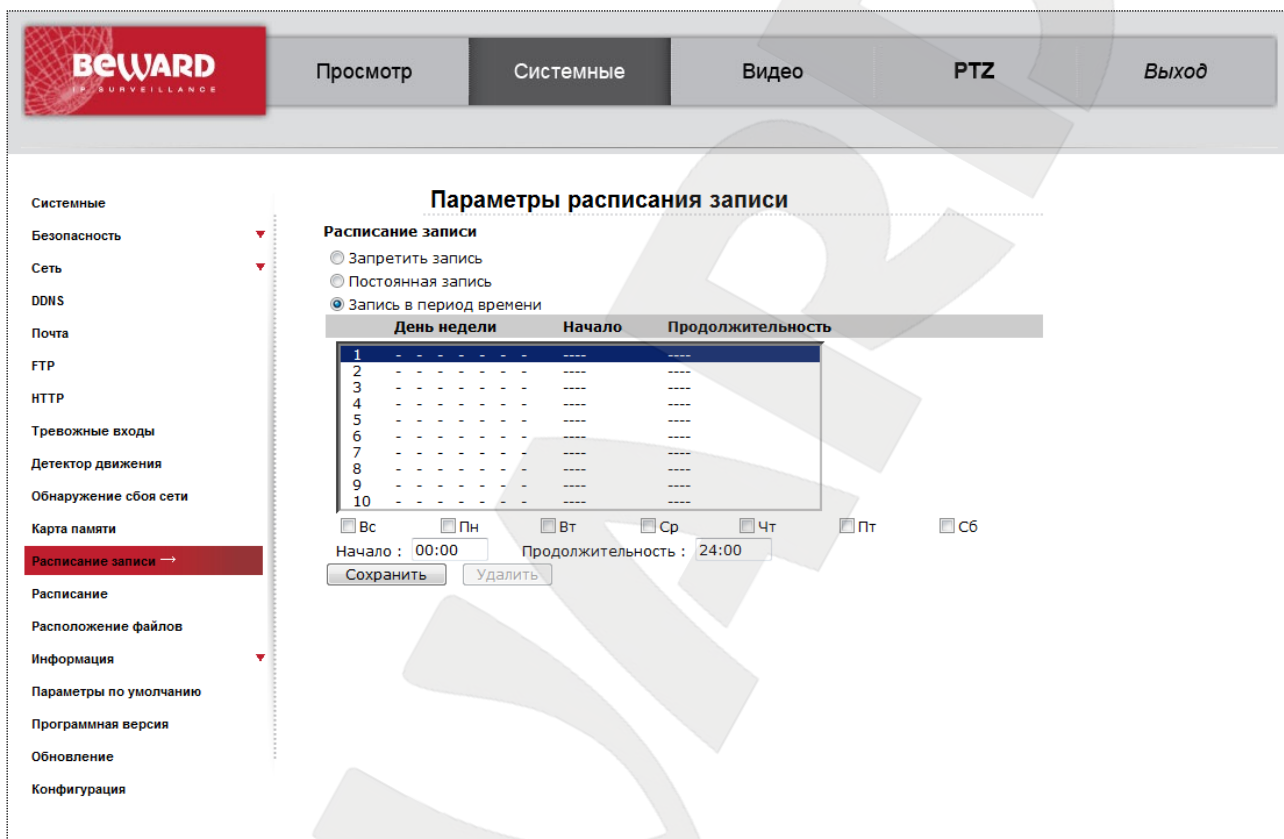 BEWARD
IP SURVEILLANCE
Просмотр Системные Видео PTZ Выход
Системные
Безопасность
Сеть
DDNS
Почта
FTP
HTTP
Тревожные входы
Детектор движения
Обнаружение сбоя сети
Карта памяти
Расписание записи →
Расписание
Расположение файлов
Информация
Параметры по умолчанию
Программная версия
Обновление
Конфигурация
Параметры расписания записи
Расписание записи
Запретить запись
Постоянная запись
Запись в период времени
День недели Начало Продолжительность
1 - - - - - - - ---- ----
2 - - - - - - - ---- ----
3 - - - - - - - ---- ----
4 - - - - - - - ---- ----
5 - - - - - - - ---- ----
6 - - - - - - - ---- ----
7 - - - - - - - ---- ----
8 - - - - - - - ---- ----
9 - - - - - - - ---- ----
10 - - - - - - - ---- ----
Вс Пн Вт Ср Чт Пт Сб
Начало : 00:00 Продолжительность : 24:00
Сохранить Удалить